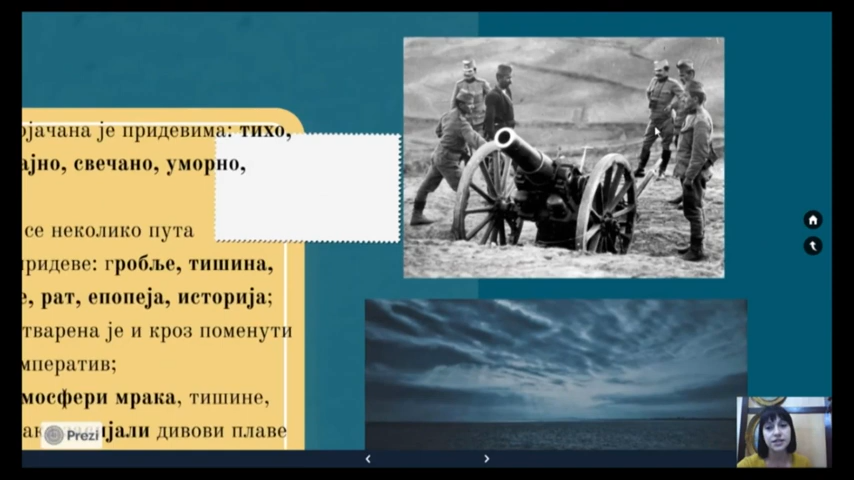 ојачана је придевима: тихо,
ајно, свечано, уморно,
се неколико пута
придеве: гробље, тишина,
е, рат, епопеја, историја;
тварена је и кроз поменути
мператив;
мосфери мрака, тишине,
јали дивови плаве
Prezi